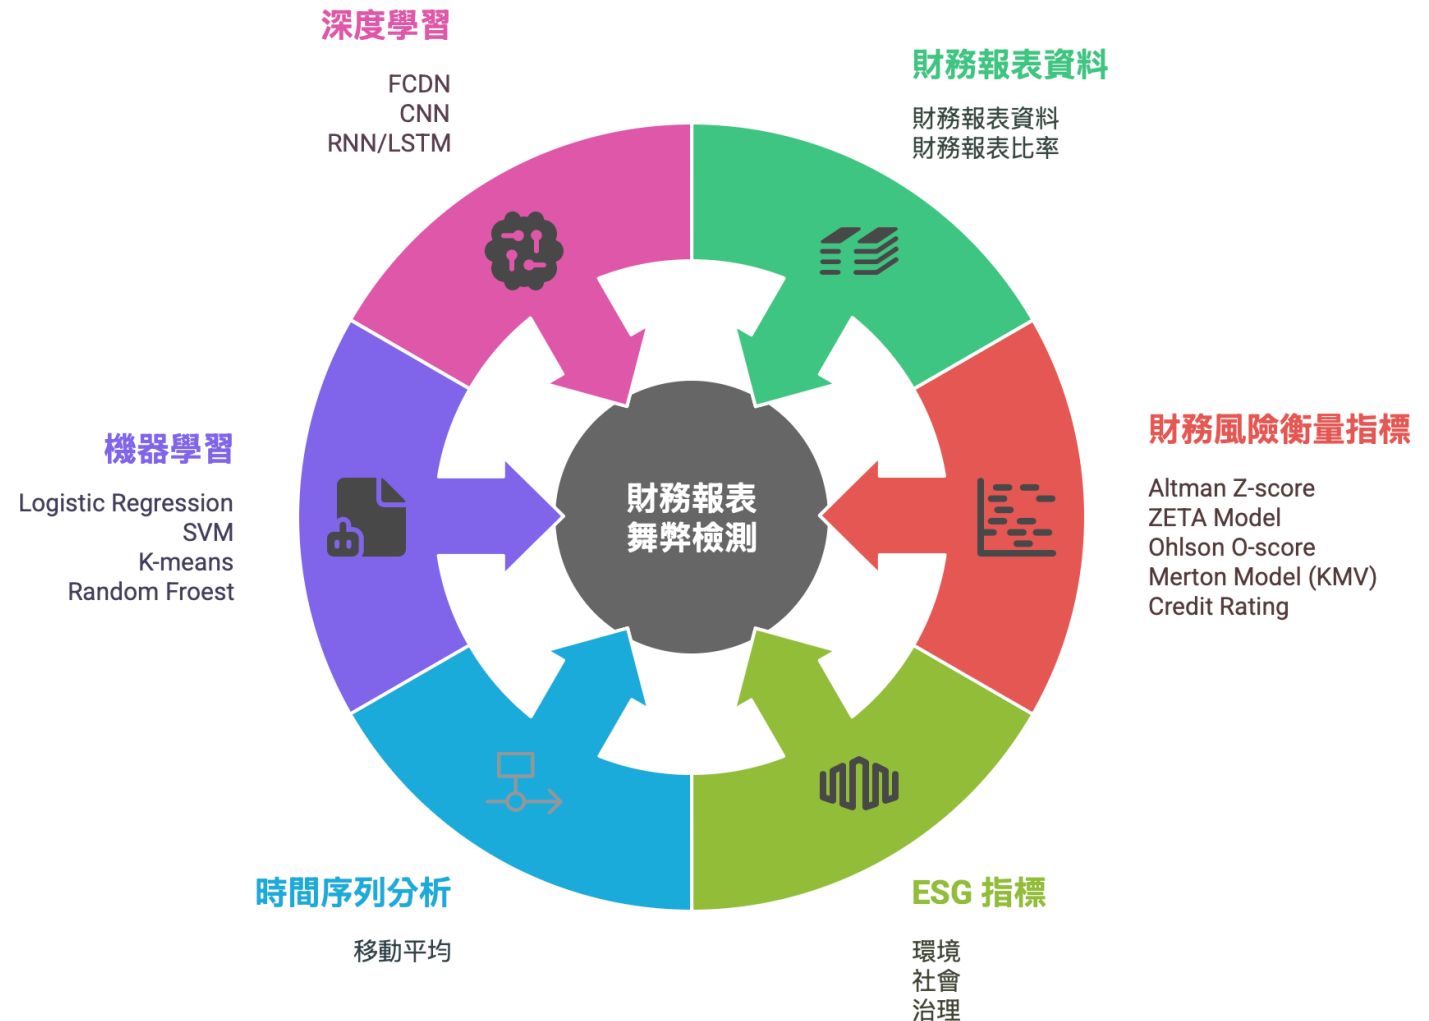 深度學習
FCDN
CNN
RNN/LSTM
財務報表資料
財務報表資料
財務報表比率
財務風險衡量指標
Altman Z-score
ZETA Model
Ohlson O-score
Merton Model (KMV)
Credit Rating
機器學習
Logistic Regression
SVM
K-means
Random Froest
財務報表
舞弊檢測
時間序列分析
移動平均
ESG 指標
環境
社會
治理